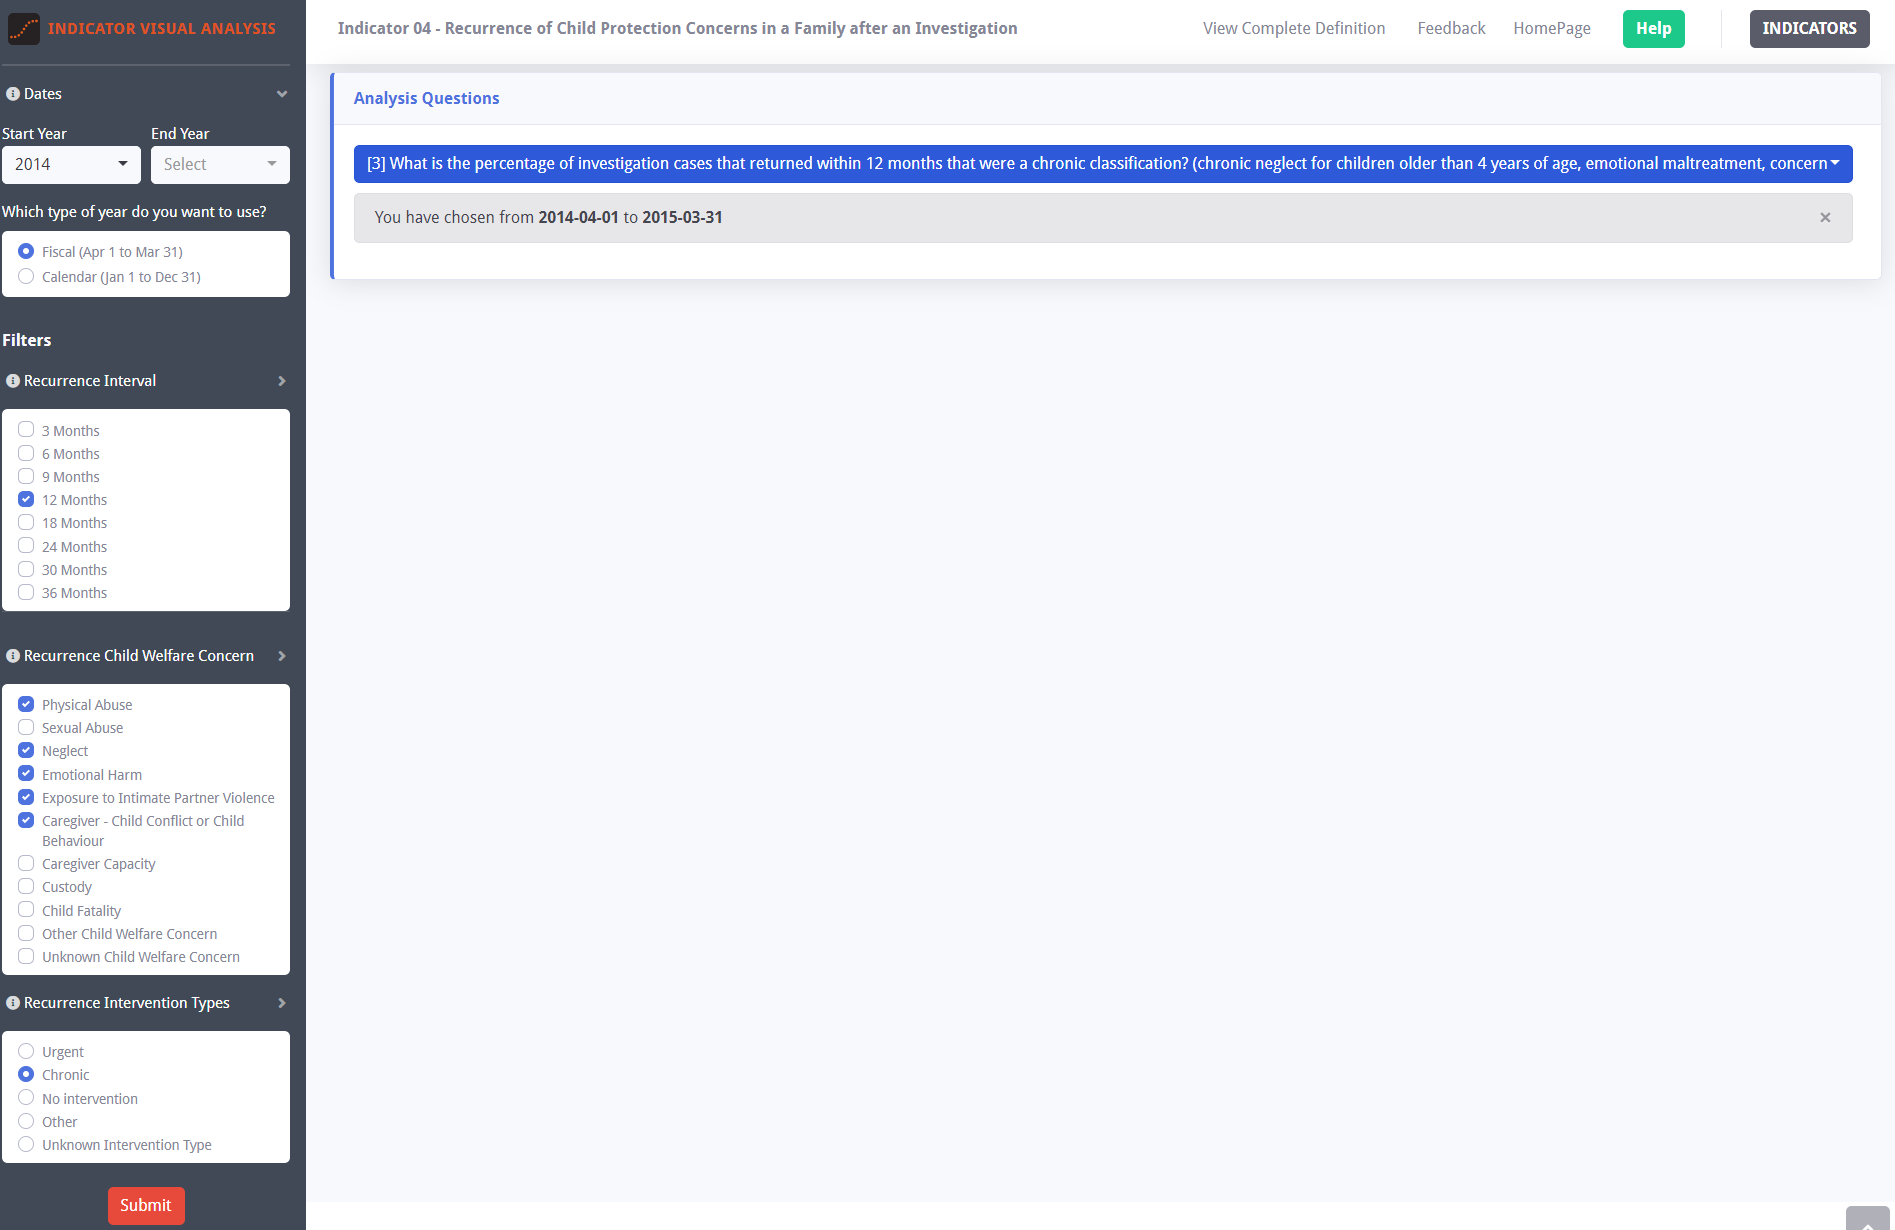 INDICATOR VISUAL ANALYSIS
Indicator 04 - Recurrence of Child Protection Concerns in a Family after an Investigation
View Complete Definition
Feedback
HomePage
Help
INDICATORS
Dates
Start Year
End Year
2014
Select
Which type of year do you want to use?
Fiscal (Apr 1 to Mar 31)
Calendar (Jan 1 to Dec 31)
Filters
Recurrence Interval
3 Months
6 Months
9 Months
12 Months
18 Months
24 Months
30 Months
36 Months
Recurrence Child Welfare Concern
Physical Abuse
Sexual Abuse
Neglect
Emotional Harm
Exposure to Intimate Partner Violence
Caregiver - Child Conflict or Child
Behaviour
Caregiver Capacity
Custody
Child Fatality
Other Child Welfare Concern
Unknown Child Welfare Concern
Recurrence Intervention Types
Urgent
Chronic
No intervention
Other
Unknown Intervention Type
Submit
Analysis Questions
[3] What is the percentage of investigation cases that returned within 12 months that were a chronic classification? (chronic neglect for children older than 4 years of age, emotional maltreatment, concern
You have chosen from 2014-04-01 to 2015-03-31
×